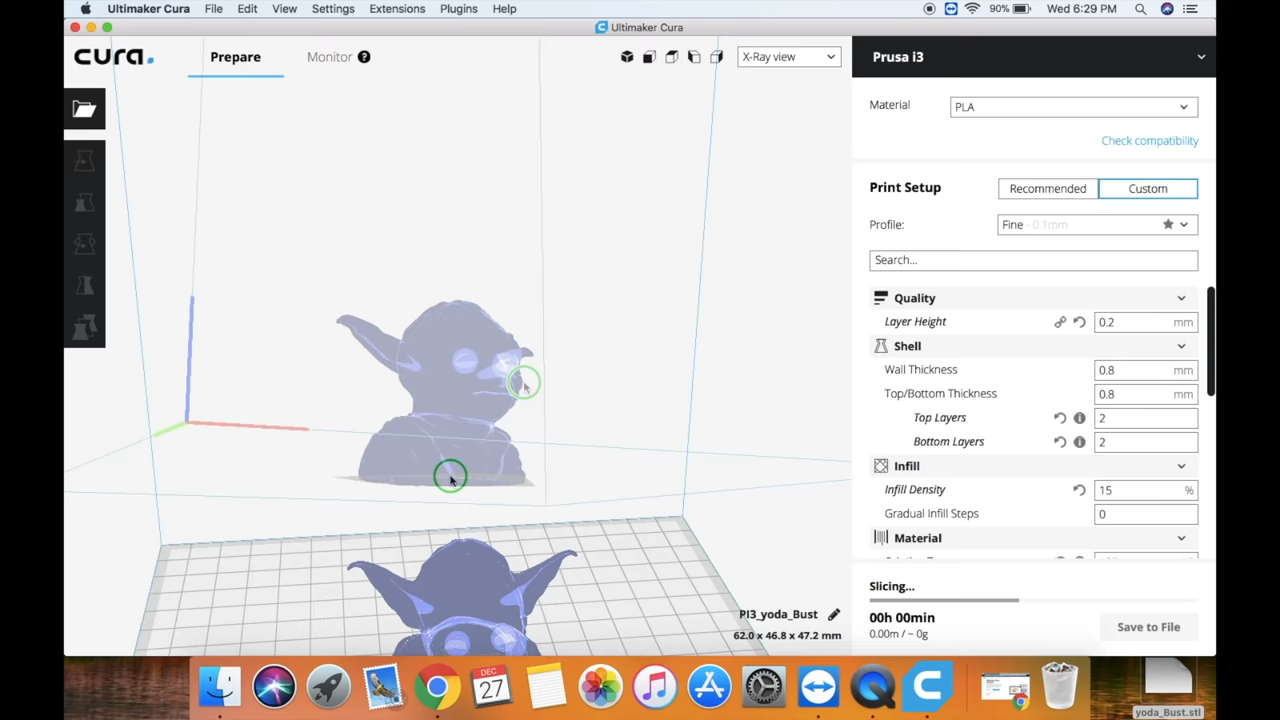 Ultimaker Cura File Edit View Settings Extensions Plugins Help 90% Wed 6:29 PM
Ultimaker Cura
cura. Prepare Monitor ? X-Ray view Prusa i3
Material PLA
Check compatibility
Print Setup Recommended Custom
Profile: Fine - 0.1mm
Search...
Quality
Layer Height 0.2 mm
Shell
Wall Thickness 0.8 mm
Top/Bottom Thickness 0.8 mm
Top Layers 2
Bottom Layers 2
Infill
Infill Density 15 %
Gradual Infill Steps 0
Material
Slicing...
PI3_yoda_Bust
00h 00min
62.0 x 46.8 x 47.2 mm
0.00m / ~ 0g
Save to File
DEC
27
yoda_Bust.stl